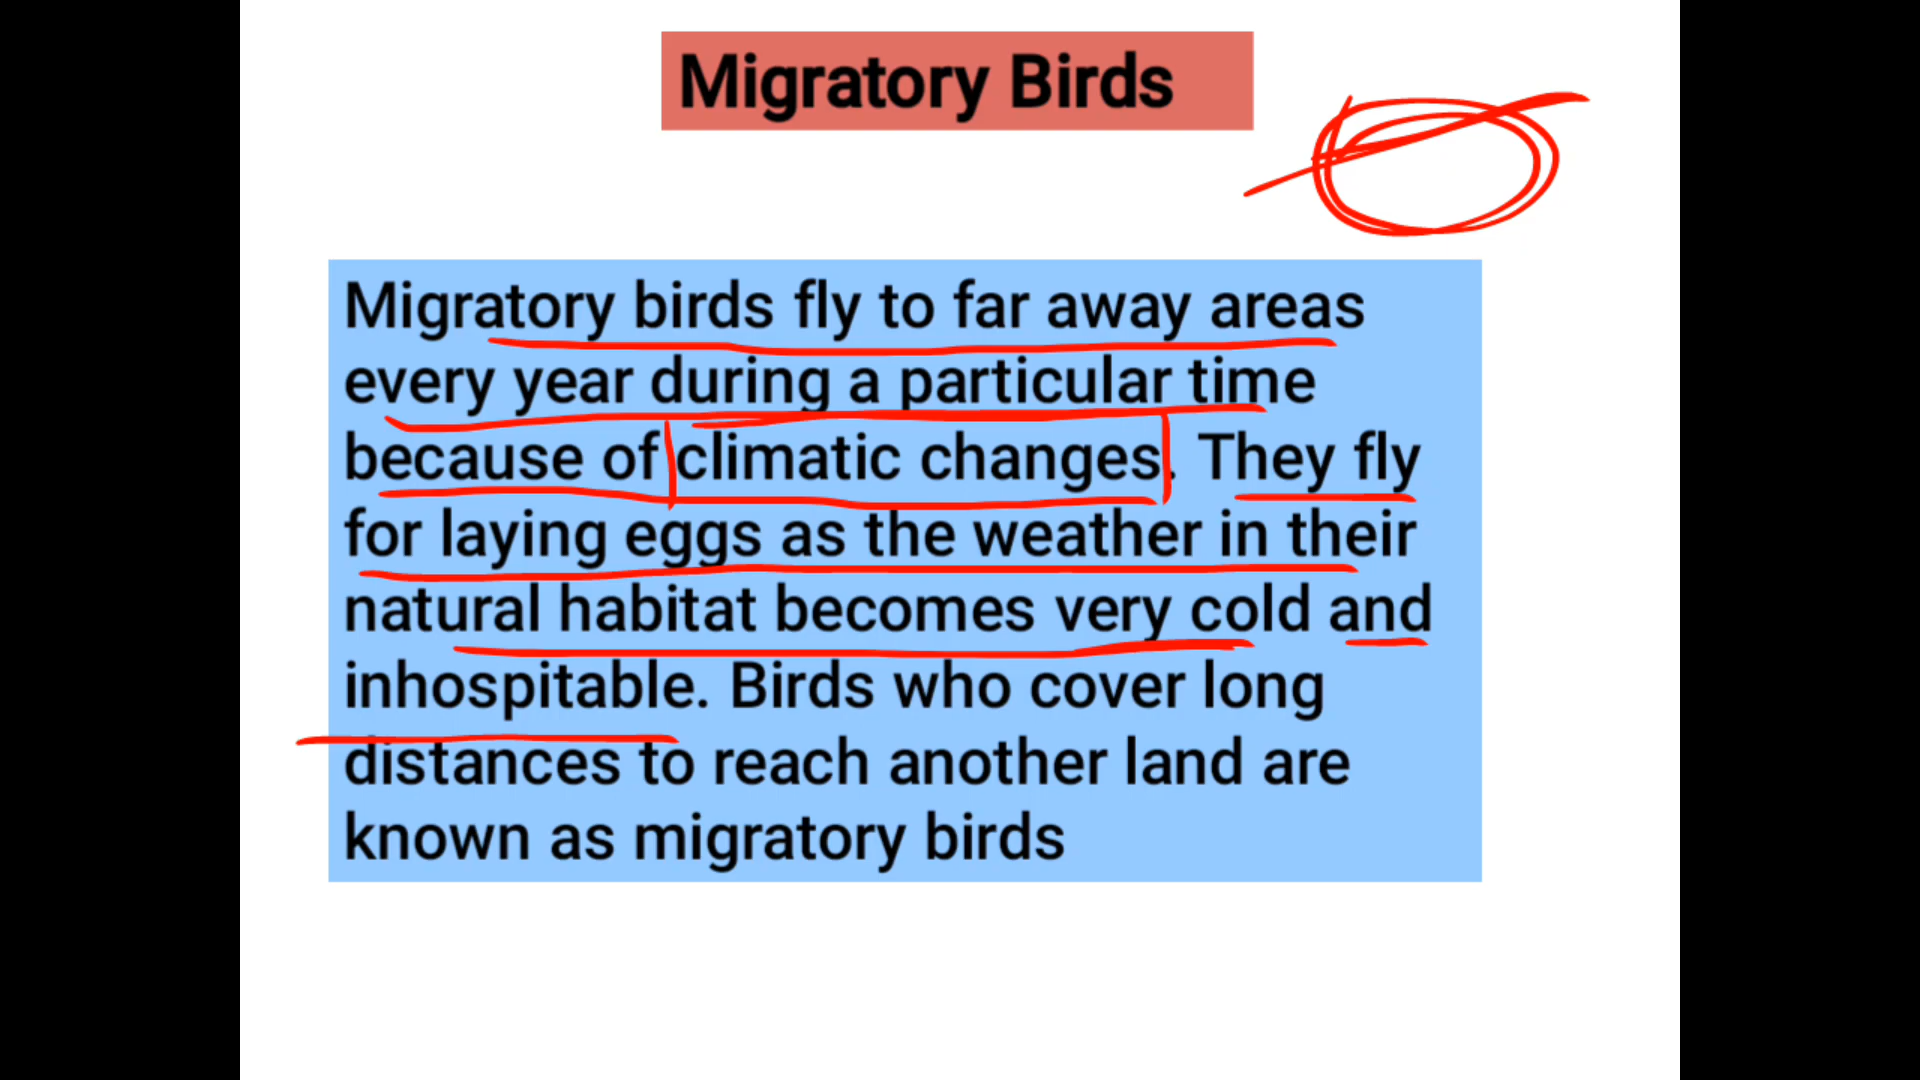 Migratory Birds
Migratory birds fly to far away areas
every year during a particular time
because of climatic changes. They fly
for laying eggs as the weather in their
natural habitat becomes very cold and
inhospitable. Birds who cover long
distances to reach another land are
known as migratory birds